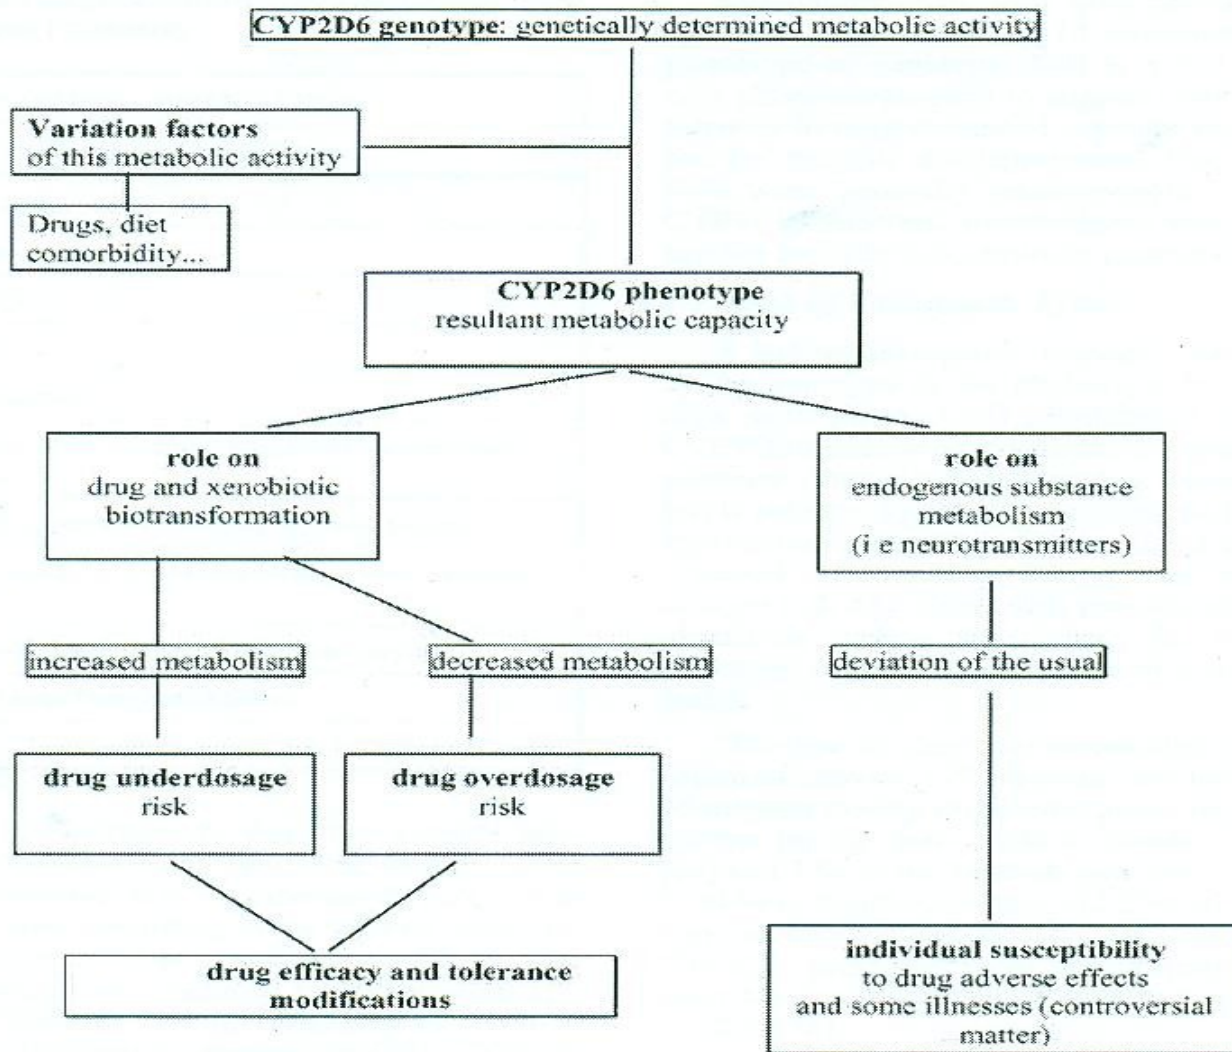 CYP2D6 genotype: genetically determined metabolic activity
Variation factors
of this metabolic activity
Drugs, diet
comorbidity...
CYP2D6 phenotype
resultant metabolic capacity
role on
drug and xenobiotic
biotransformation
role on
endogenous substance
metabolism
(i e neurotransmitters)
increased metabolism
decreased metabolism
deviation of the usual
drug underdosage
risk
drug overdosage
risk
drug efficacy and tolerance
modifications
individual susceptibility
to drug adverse effects
and some illnesses (controversial
matter)